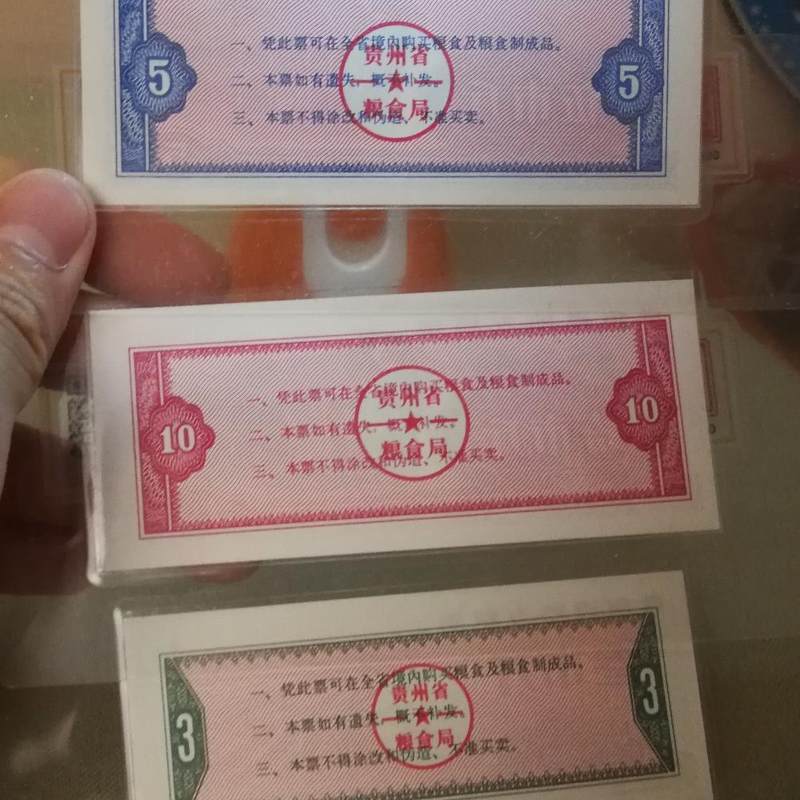 一、凭此票可在全省境内购买粮食及粮食制成品。
二、本票如有遗失，概不补发。
三、本票不得涂改和伪造、不准买卖。
5
5
贵州省
粮食局
一、凭此票可在全省境内购买粮食及粮食制成品。
二、本票如有遗失，概不补发。
三、本票不得涂改和伪造、不准买卖。
10
10
贵州省
粮食局
一、凭此票可在全省境内购买粮食及粮食制成品。
二、本票如有遗失，概不补发。
三、本票不得涂改和伪造、不准买卖。
3
3
贵州省
粮食局